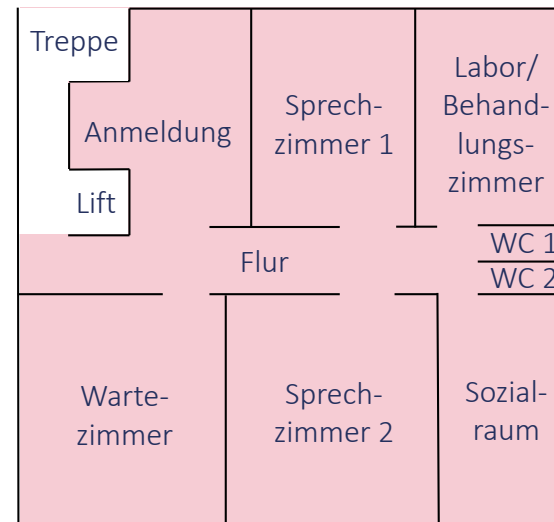 Treppe
Anmeldung
Lift
Sprech-
zimmer 1
Labor/
Behand-
lungs-
zimmer
WC 1
WC 2
Flur
Warte-
zimmer
Sprech-
zimmer 2
Sozial-
raum